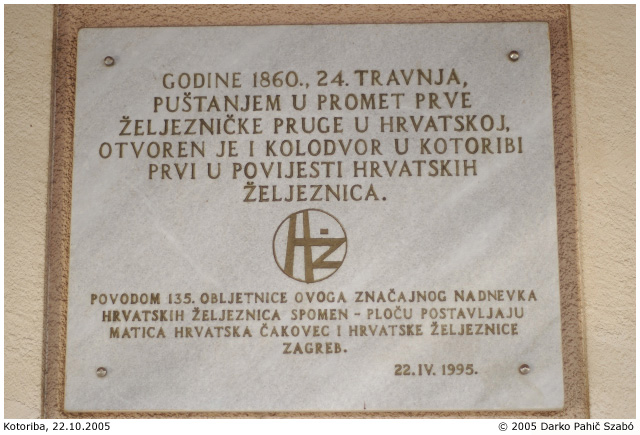 GODINE 1860., 24. TRAVNJA,
PUŠTANJEM U PROMET PRVE
ŽELJEZNIČKE PRUGE U HRVATSKOJ,
OTVOREN JE I KOLODVOR U KOTORIBI
PRVI U POVIJESTI HRVATSKIH
ŽELJEZNICA.
HŽ
POVODOM 135. OBLJETNICE OVOGA ZNAČAJNOG NADNEVKA
HRVATSKIH ŽELJEZNICA SPOMEN - PLOČU POSTAVLJAJU
MATICA HRVATSKA ČAKOVEC I HRVATSKE ŽELJEZNICE
ZAGREB.
22.IV. 1995.
Kotoriba, 22.10.2005
© 2005 Darko Pahič Szabó